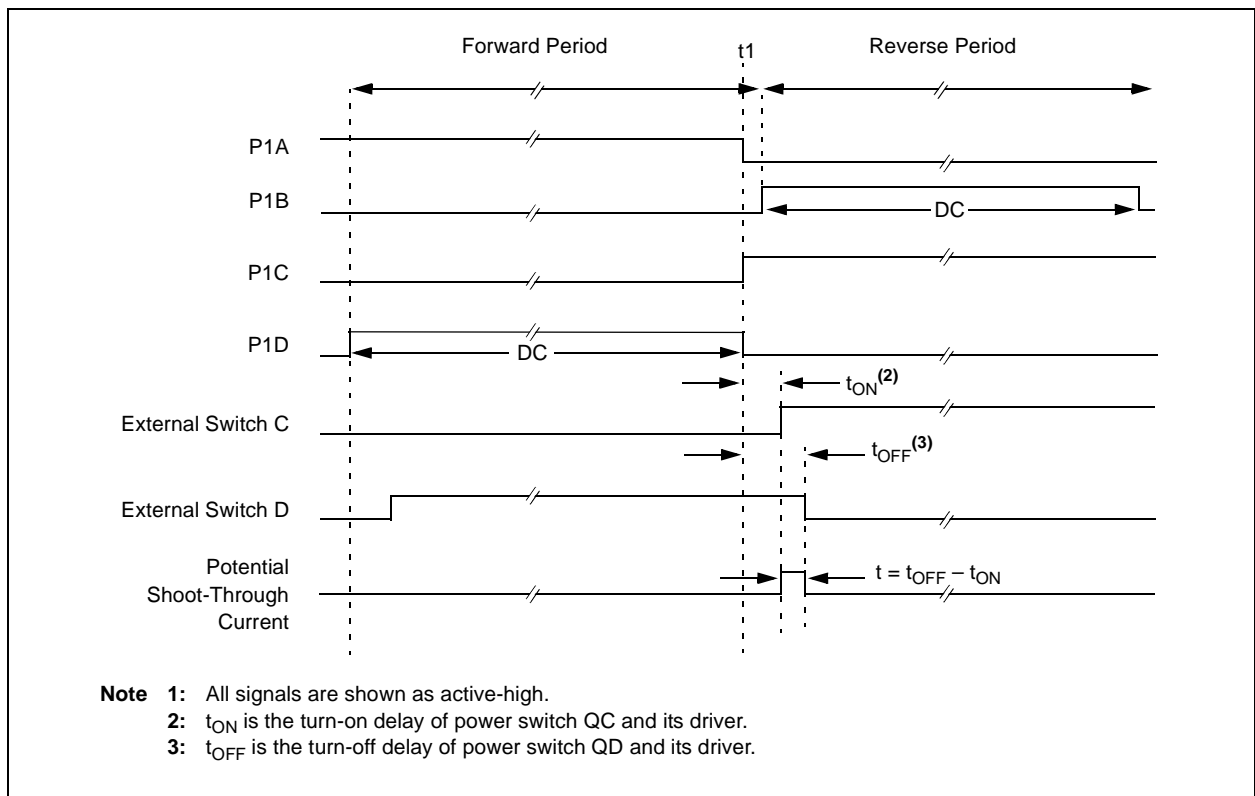 Forward Period
t1
Reverse Period
P1A
P1B
DC
P1C
P1D
DC
tON(2)
External Switch C
tOFF(3)
External Switch D
Potential
Shoot-Through
Current
t = tOFF – tON
Note 1: All signals are shown as active-high.
2: tON is the turn-on delay of power switch QC and its driver.
3: tOFF is the turn-off delay of power switch QD and its driver.